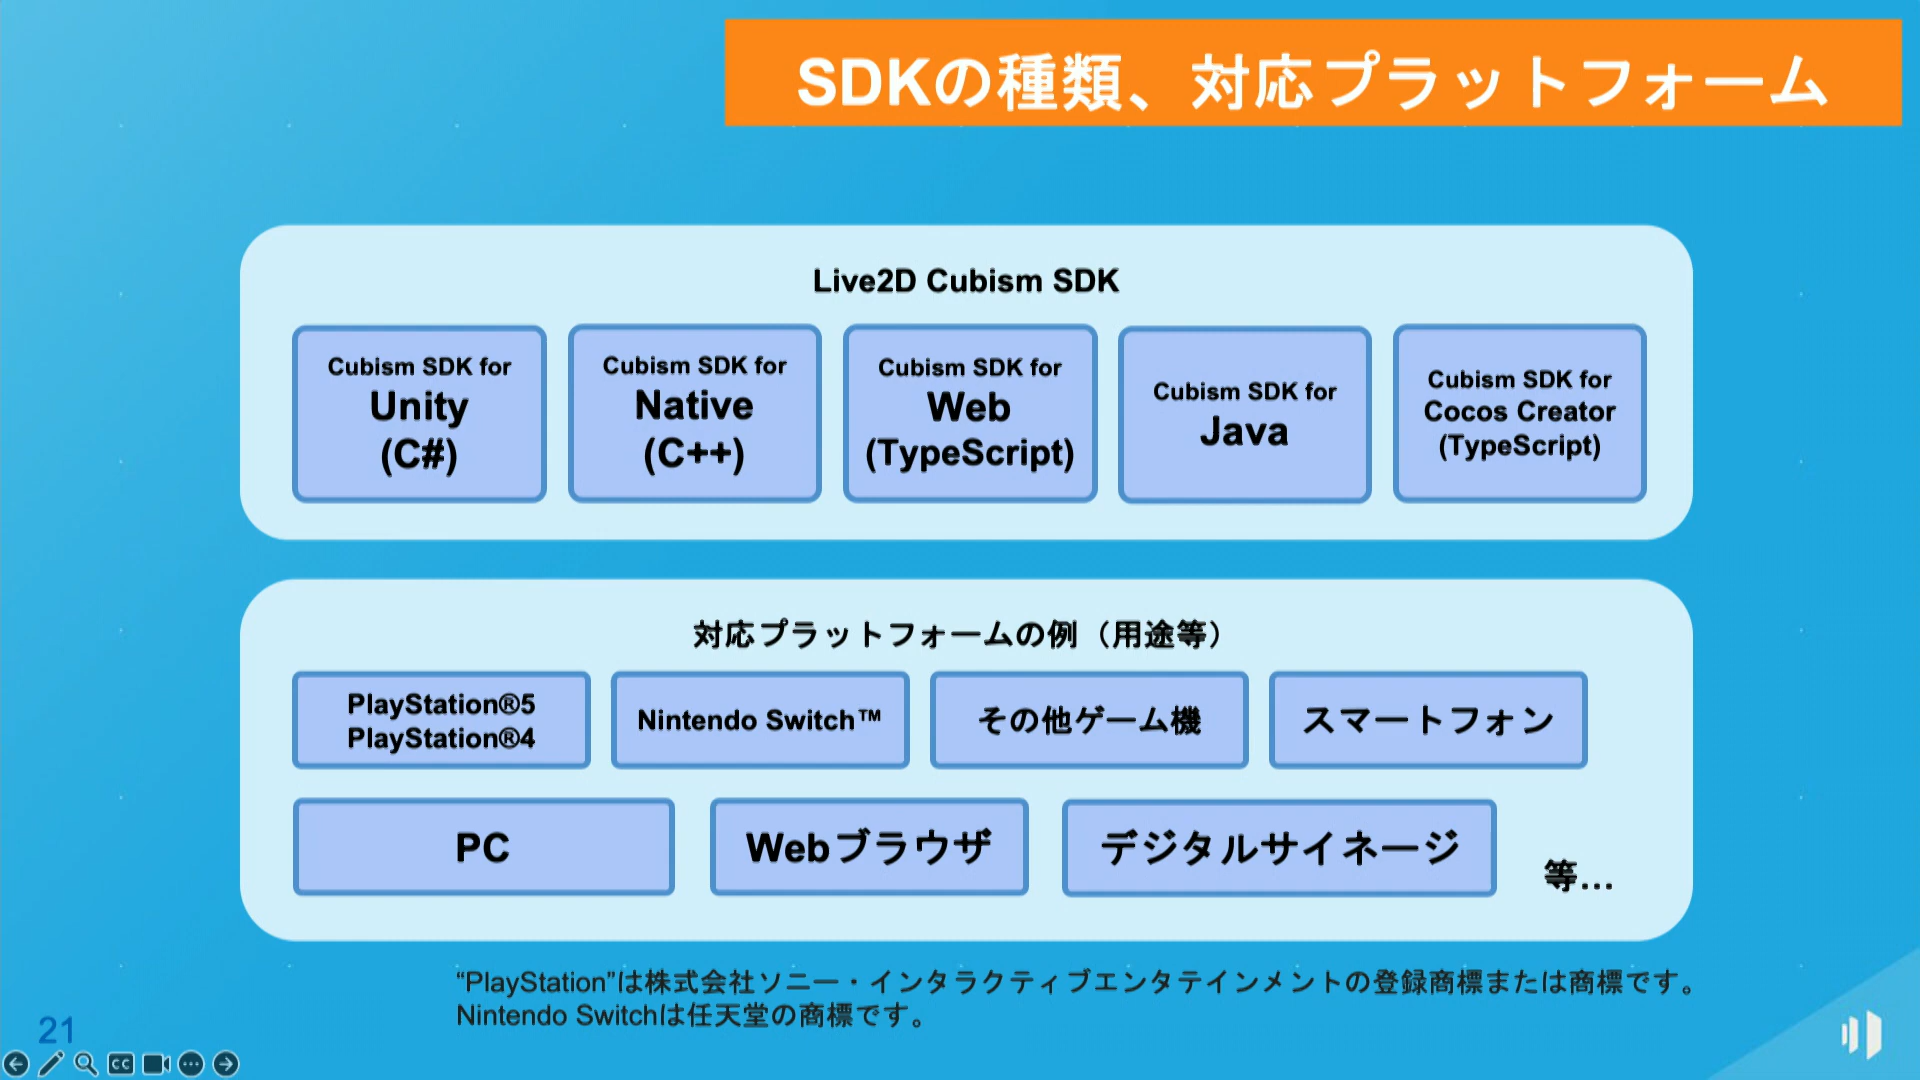 SDKの種類、対応プラットフォーム
Live2D Cubism SDK
Cubism SDK for
Unity
(C#)
Cubism SDK for
Native
(C++)
Cubism SDK for
Web
(TypeScript)
Cubism SDK for
Java
Cubism SDK for
Cocos Creator
(TypeScript)
対応プラットフォームの例（用途等）
PlayStation®5
PlayStation®4
Nintendo Switch™
その他ゲーム機
スマートフォン
PC
Webブラウザ
デジタルサイネージ
等...
“PlayStation”は株式会社ソニー・インタラクティブエンタテインメントの登録商標または商標です。
Nintendo Switchは任天堂の商標です。
21
CC